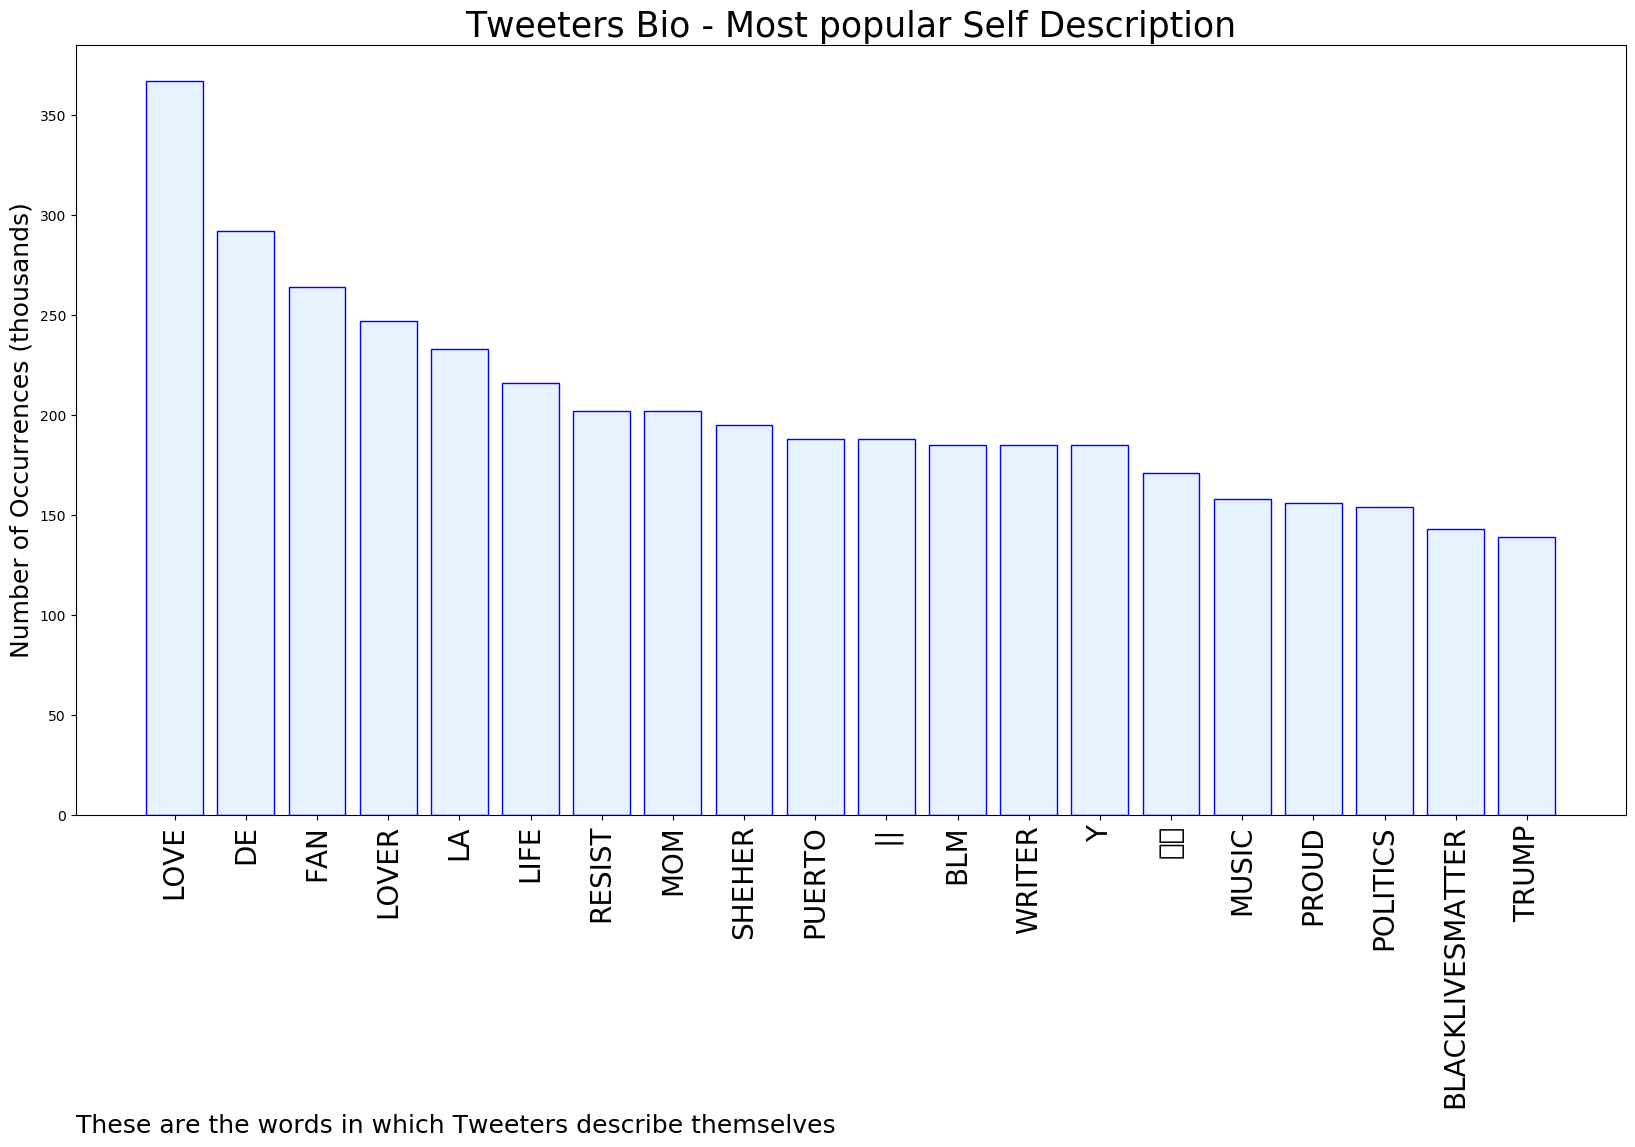 Tweeters Bio - Most popular Self Description
Number of Occurrences (thousands)
350
300
250
200
150
100
50
0
LOVE
DE
FAN
LOVER
LA
LIFE
RESIST
MOM
SHEHER
PUERTO
||
BLM
WRITER
Y
MUSIC
PROUD
POLITICS
BLACKLIVESMATTER
TRUMP
These are the words in which Tweeters describe themselves